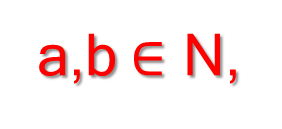 a,b ∈ N,